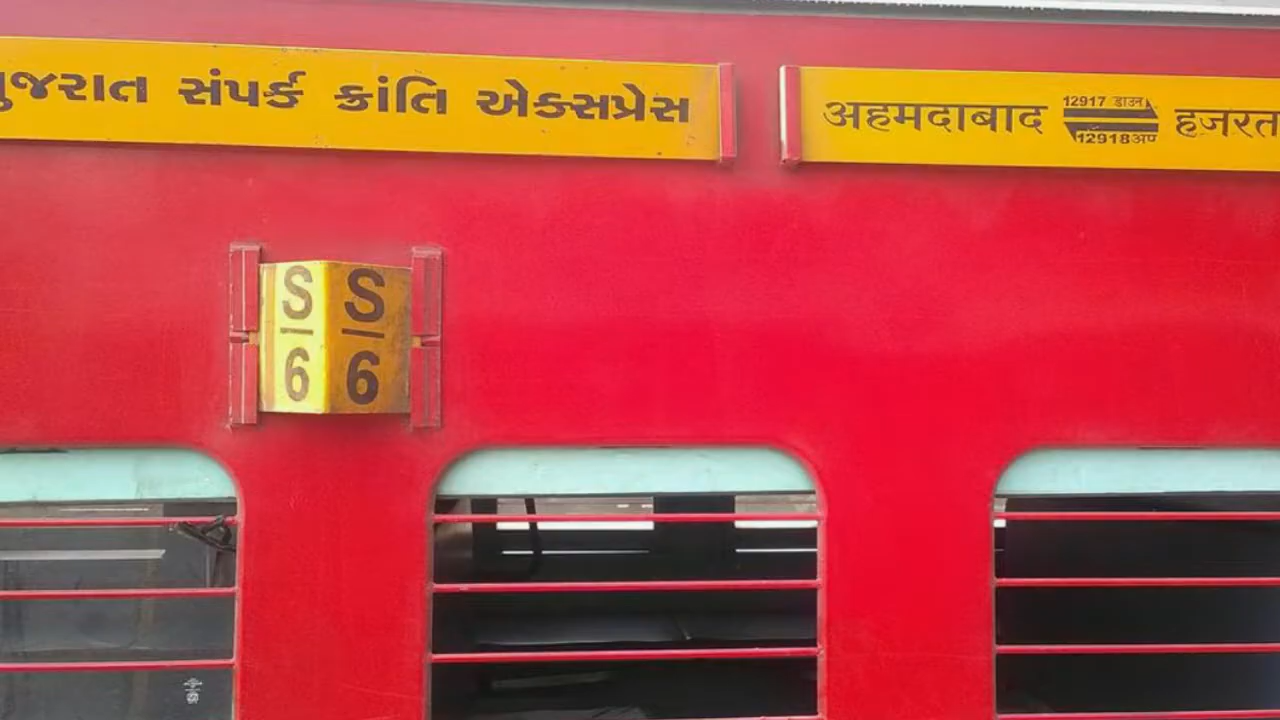 ગુજરાત સંપર્ક ક્રાંતિ એક્સપ્રેસ
अहमदाबाद 12917 डाउन हजरत
12918 अप
S S
6 6